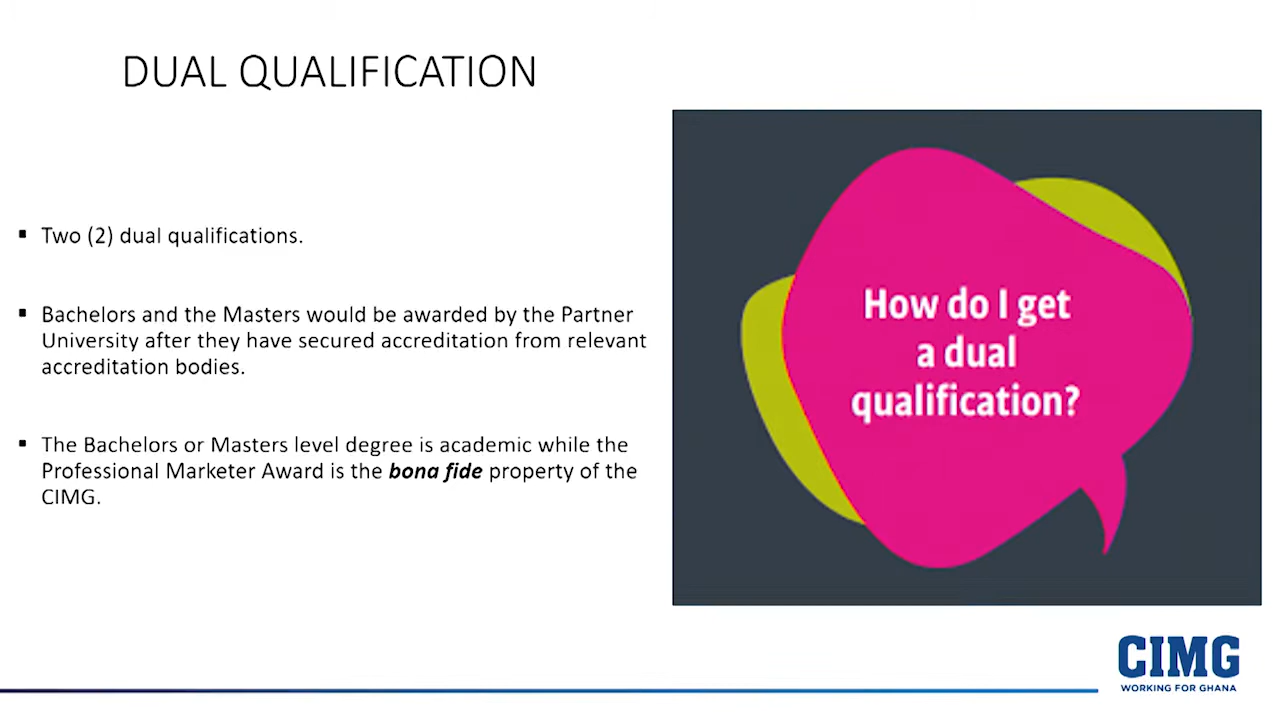 DUAL QUALIFICATION
▪ Two (2) dual qualifications.
▪ Bachelors and the Masters would be awarded by the Partner
University after they have secured accreditation from relevant
accreditation bodies.
▪ The Bachelors or Masters level degree is academic while the
Professional Marketer Award is the bona fide property of the
CIMG.
How do I get
a dual
qualification?
CIMG
WORKING FOR GHANA